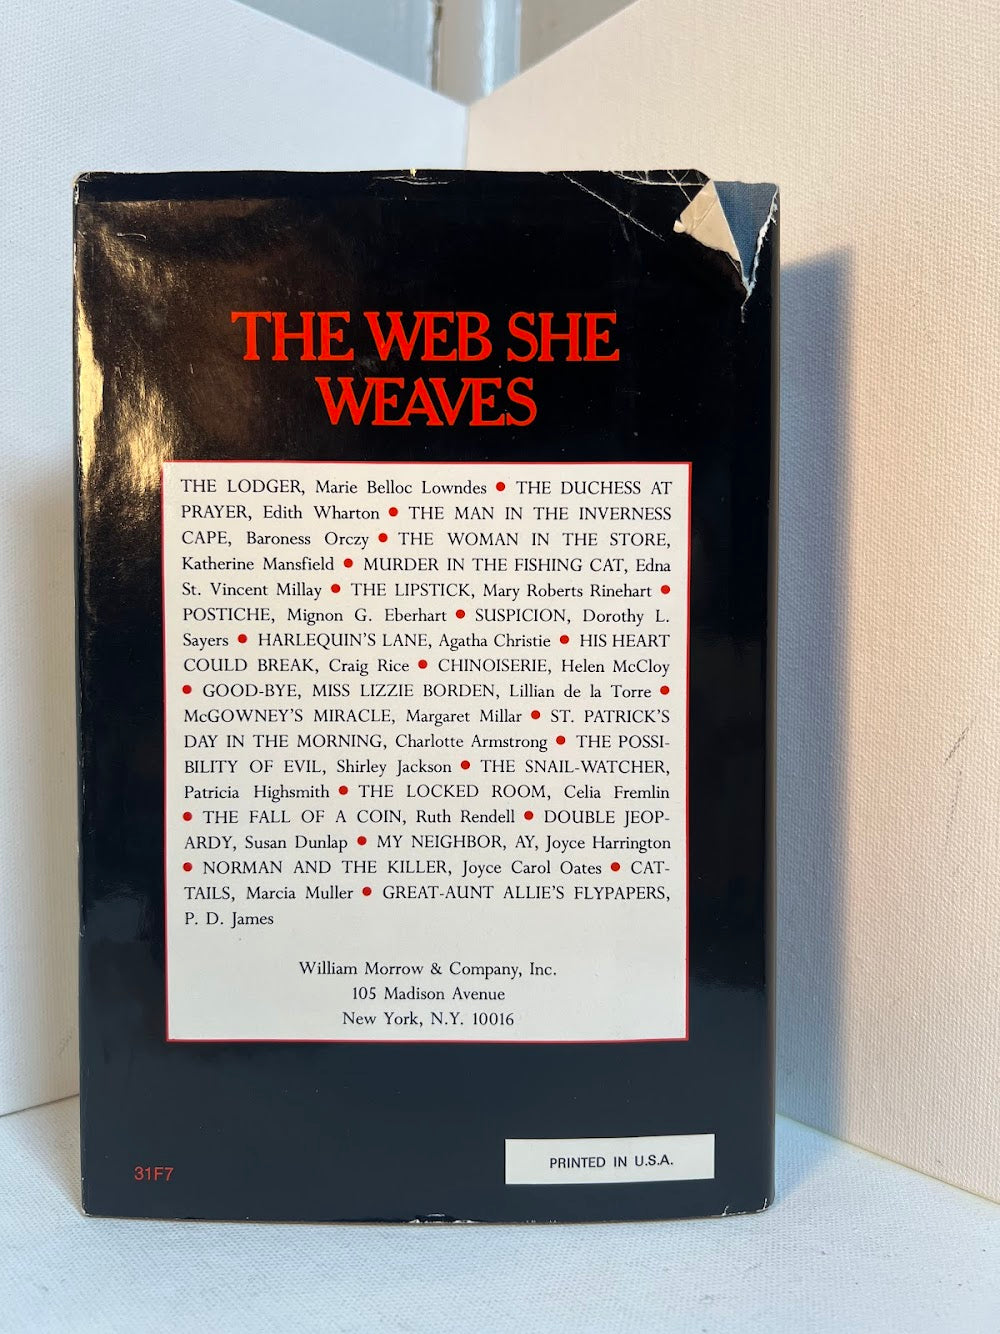 THE WEB SHE
WEAVES
THE LODGER, Marie Belloc Lowndes • THE DUCHESS AT
PRAYER, Edith Wharton • THE MAN IN THE INVERNESS
CAPE, Baroness Orczy • THE WOMAN IN THE STORE,
Katherine Mansfield • MURDER IN THE FISHING CAT, Edna
St. Vincent Millay • THE LIPSTICK, Mary Roberts Rinehart •
POSTICHE, Mignon G. Eberhart • SUSPICION, Dorothy L.
Sayers • HARLEQUIN'S LANE, Agatha Christie • HIS HEART
COULD BREAK, Craig Rice • CHINOISERIE, Helen McCloy
• GOOD-BYE, MISS LIZZIE BORDEN, Lillian de la Torre •
McGOWNEY'S MIRACLE, Margaret Millar • ST. PATRICK'S
DAY IN THE MORNING, Charlotte Armstrong • THE POSSI-
BILITY OF EVIL, Shirley Jackson • THE SNAIL-WATCHER,
Patricia Highsmith • THE LOCKED ROOM, Celia Fremlin
• THE FALL OF A COIN, Ruth Rendell • DOUBLE JEOP-
ARDY, Susan Dunlap • MY NEIGHBOR, AY, Joyce Harrington
• NORMAN AND THE KILLER, Joyce Carol Oates • CAT-
TAILS, Marcia Muller • GREAT-AUNT ALLIE'S FLYPAPERS,
P. D. James
William Morrow & Company, Inc.
105 Madison Avenue
New York, N.Y. 10016
31F7
PRINTED IN U.S.A.